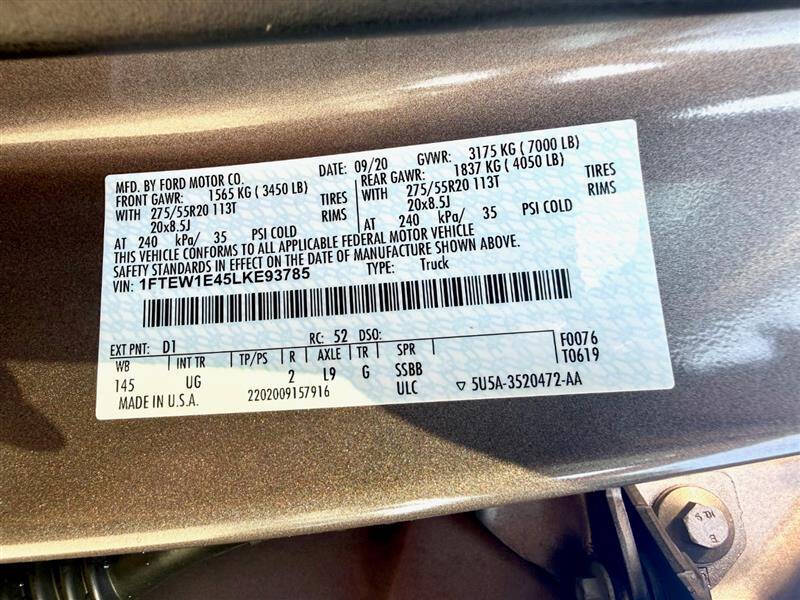 MFD. BY FORD MOTOR CO. DATE: 09/20 GVWR: 3175 KG ( 7000 LB)
FRONT GAWR: 1565 KG ( 3450 LB) REAR GAWR: 1837 KG ( 4050 LB)
WITH 275/55R20 113T TIRES WITH 275/55R20 113T TIRES
20x8.5J RIMS 20x8.5J RIMS
AT 240 kPa/ 35 PSI COLD AT 240 kPa/ 35 PSI COLD
THIS VEHICLE CONFORMS TO ALL APPLICABLE FEDERAL MOTOR VEHICLE
SAFETY STANDARDS IN EFFECT ON THE DATE OF MANUFACTURE SHOWN ABOVE.
VIN: 1FTEW1E45LKE93785 TYPE: Truck
EXT PNT: D1 RC: 52 DSO: F0076
WB INT TR TP/PS R AXLE TR SPR T0619
145 UG 2 L9 G SSBB
MADE IN U.S.A. 2202009157916 ULC ▽ 5U5A-3520472-AA